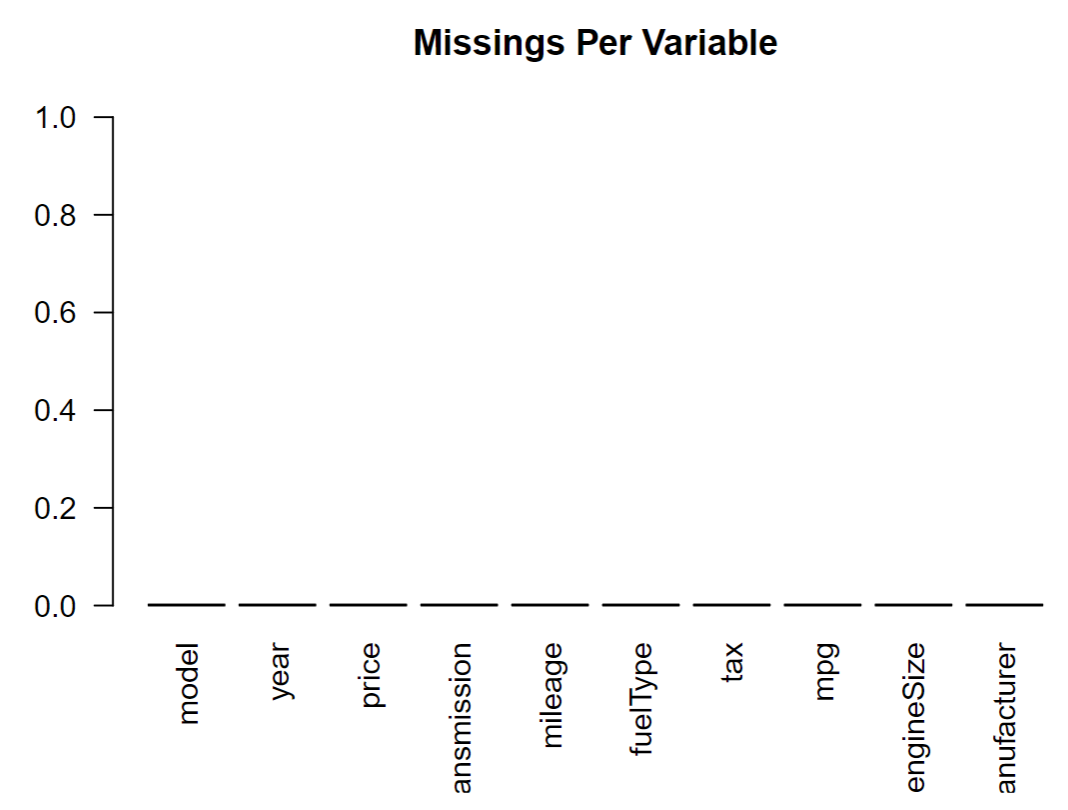 Missings Per Variable
1.0
0.8
0.6
0.4
0.2
0.0
model
year
price
ansmission
mileage
fuelType
tax
mpg
engineSize
anufacturer